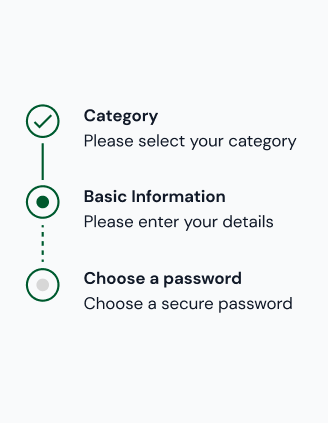 Category
Please select your category
Basic Information
Please enter your details
Choose a password
Choose a secure password